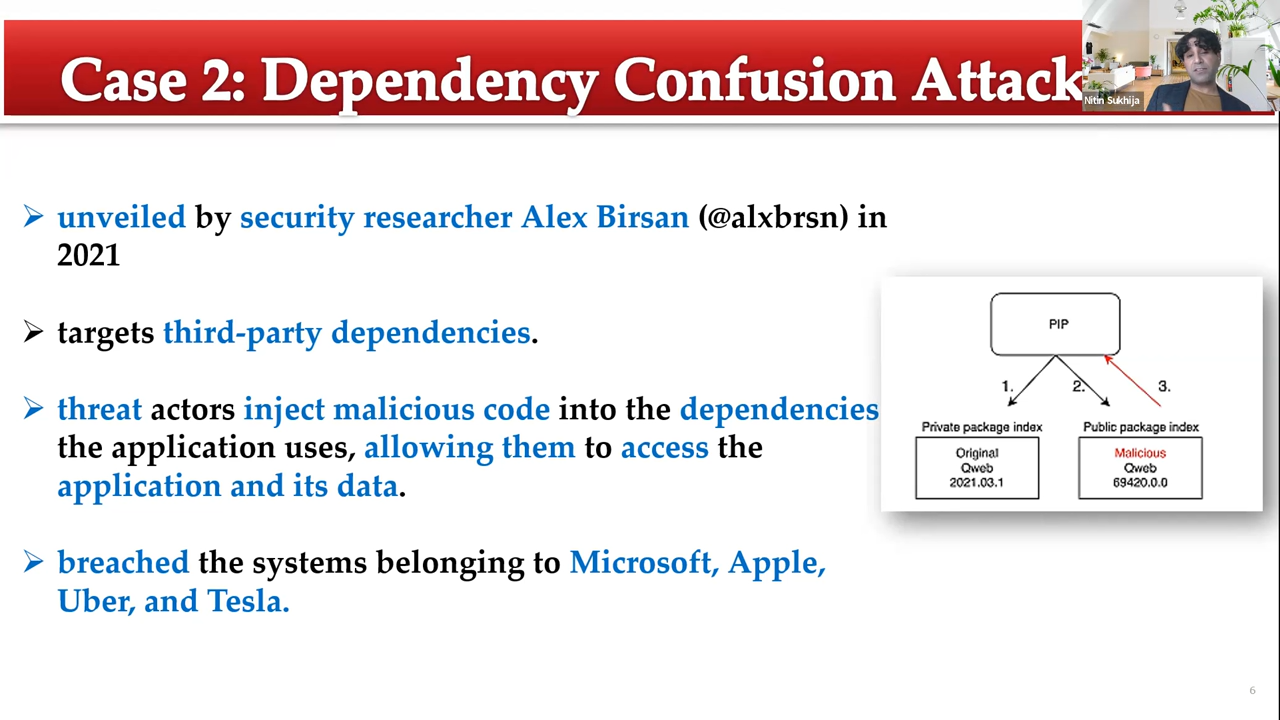 Case 2: Dependency Confusion Attack
Nitin Sukhija
unveiled by security researcher Alex Birsan (@alxbrsn) in
2021
targets third-party dependencies.
threat actors inject malicious code into the dependencies
the application uses, allowing them to access the
application and its data.
breached the systems belonging to Microsoft, Apple,
Uber, and Tesla.
PIP
1.
2.
3.
Private package index
Public package index
Original
Qweb
2021.03.1
Malicious
Qweb
69420.0.0
6